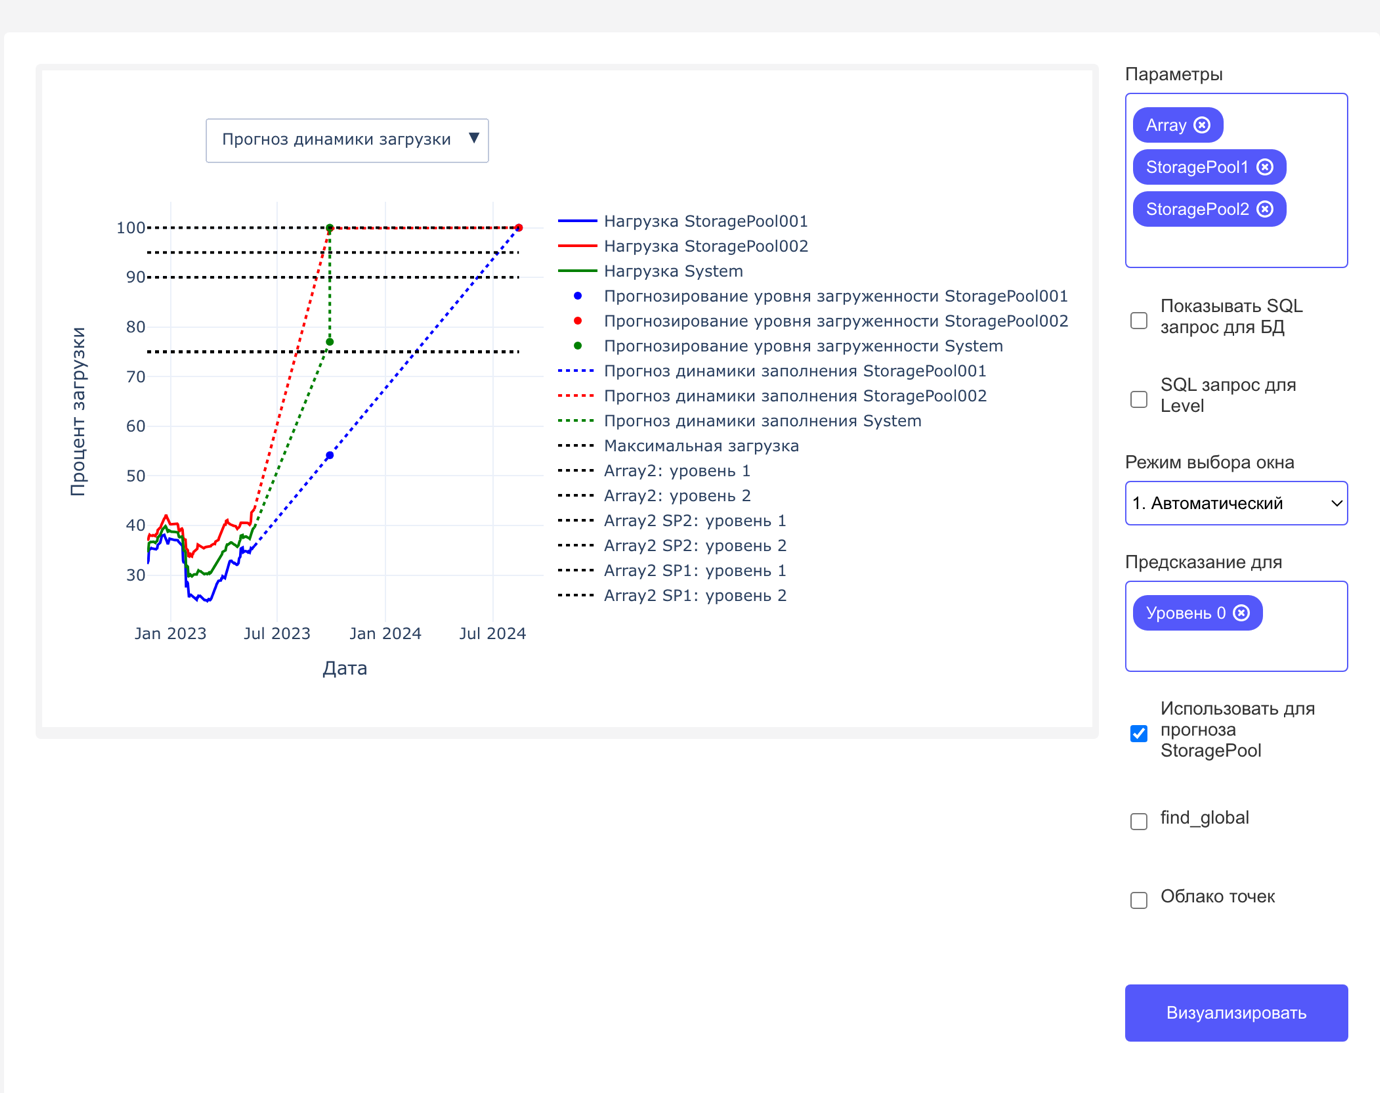 Прогноз динамики загрузки ▼
100
90
80
70
60
50
40
30
Процент загрузки
Jan 2023
Jul 2023
Jan 2024
Jul 2024
Дата
Нагрузка StoragePool001
Нагрузка StoragePool002
Нагрузка System
Прогнозирование уровня загруженности StoragePool001
Прогнозирование уровня загруженности StoragePool002
Прогнозирование уровня загруженности System
Прогноз динамики заполнения StoragePool001
Прогноз динамики заполнения StoragePool002
Прогноз динамики заполнения System
Максимальная загрузка
Array2: уровень 1
Array2: уровень 2
Array2 SP2: уровень 1
Array2 SP2: уровень 2
Array2 SP1: уровень 1
Array2 SP1: уровень 2
Параметры
Array
StoragePool1
StoragePool2
Показывать SQL
запрос для БД
SQL запрос для
Level
Режим выбора окна
1. Автоматический
Предсказание для
Уровень 0
Использовать для
прогноза
StoragePool
find_global
Облако точек
Визуализировать